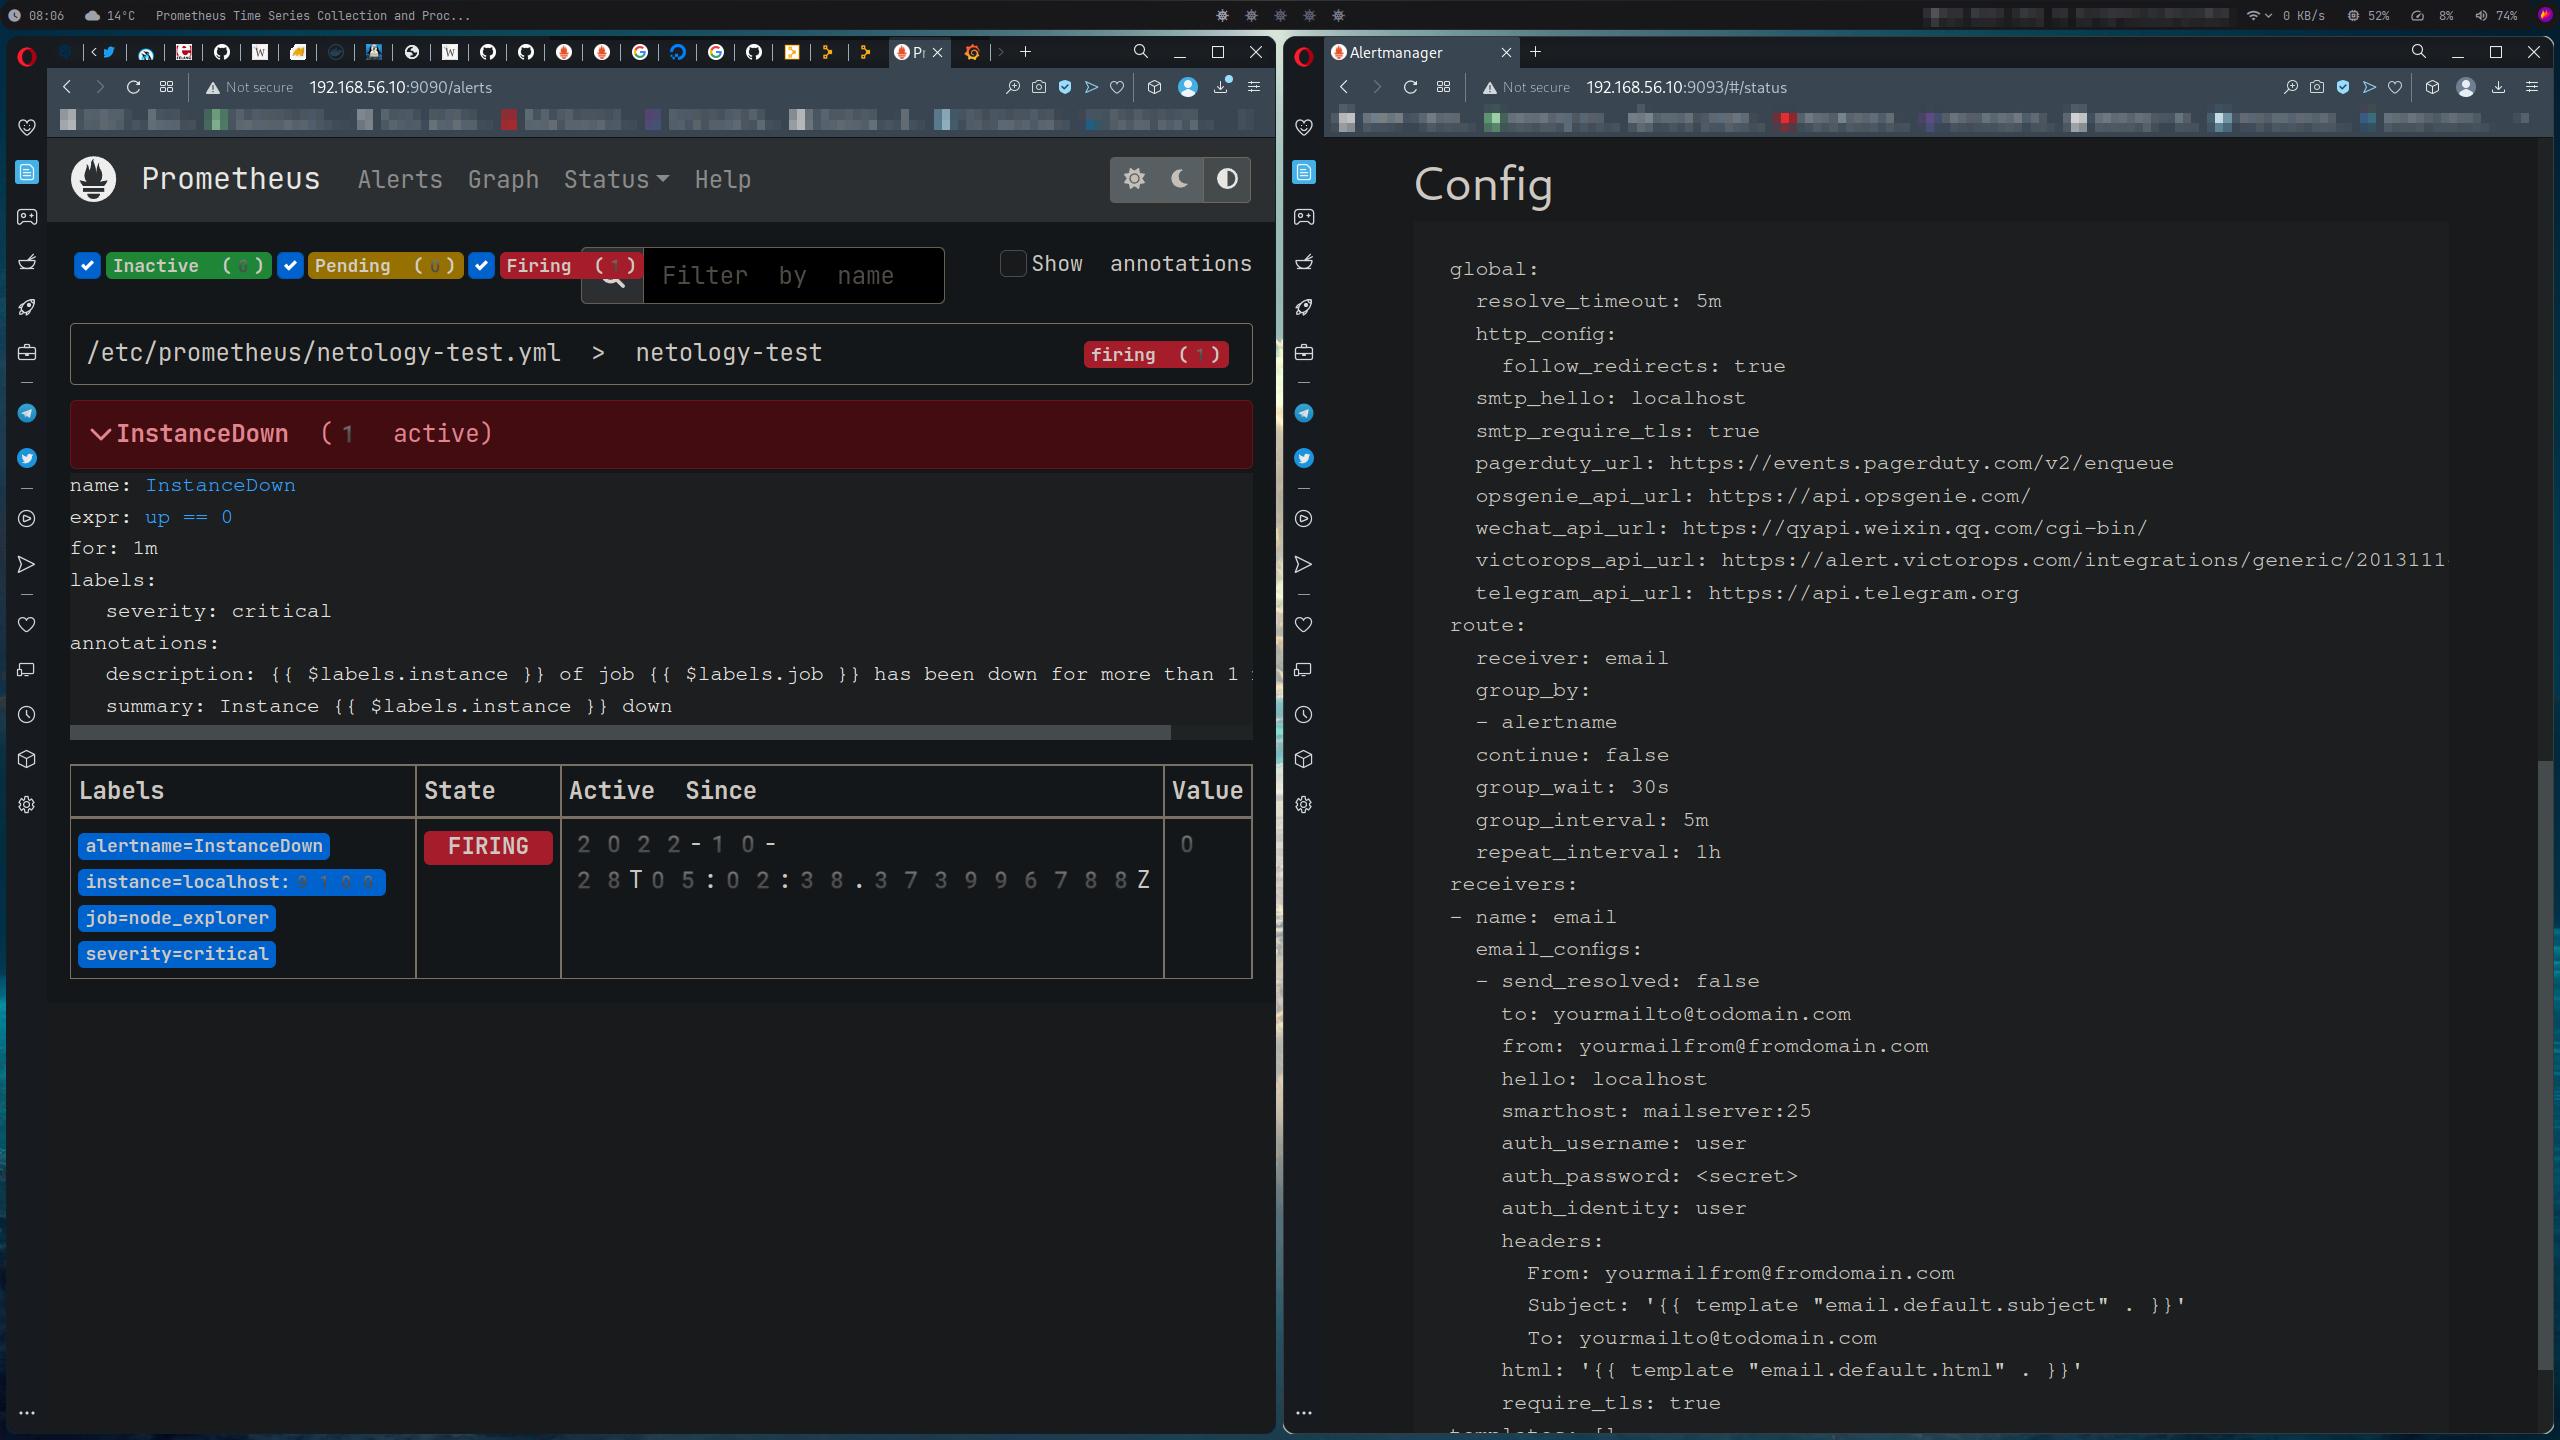 08:06 14°C Prometheus Time Series Collection and Proc...
0 KB/s 52% 8% 74%
Not secure 192.168.56.10:9090/alerts
Prometheus Alerts Graph Status Help
Inactive (0) Pending (0) Firing (1) Filter by name Show annotations
/etc/prometheus/netology-test.yml > netology-test firing (1)
InstanceDown (1 active)
name: InstanceDown
expr: up == 0
for: 1m
labels:
severity: critical
annotations:
description: {{ $labels.instance }} of job {{ $labels.job }} has been down for more than 1
summary: Instance {{ $labels.instance }} down
Labels State Active Since Value
alertname=InstanceDown FIRING 2022-10- 0
instance=localhost:9100 28T05:02:38.373996788Z
job=node_explorer
severity=critical
Alertmanager
Not secure 192.168.56.10:9093/#/status
Config
global:
resolve_timeout: 5m
http_config:
follow_redirects: true
smtp_hello: localhost
smtp_require_tls: true
pagerduty_url: https://events.pagerduty.com/v2/enqueue
opsgenie_api_url: https://api.opsgenie.com/
wechat_api_url: https://qyapi.weixin.qq.com/cgi-bin/
victorops_api_url: https://alert.victorops.com/integrations/generic/2013111
telegram_api_url: https://api.telegram.org
route:
receiver: email
group_by:
- alertname
continue: false
group_wait: 30s
group_interval: 5m
repeat_interval: 1h
receivers:
- name: email
email_configs:
- send_resolved: false
to: yourmailto@todomain.com
from: yourmailfrom@fromdomain.com
hello: localhost
smarthost: mailserver:25
auth_username: user
auth_password: <secret>
auth_identity: user
headers:
From: yourmailfrom@fromdomain.com
Subject: '{{ template "email.default.subject" . }}'
To: yourmailto@todomain.com
html: '{{ template "email.default.html" . }}'
require_tls: true